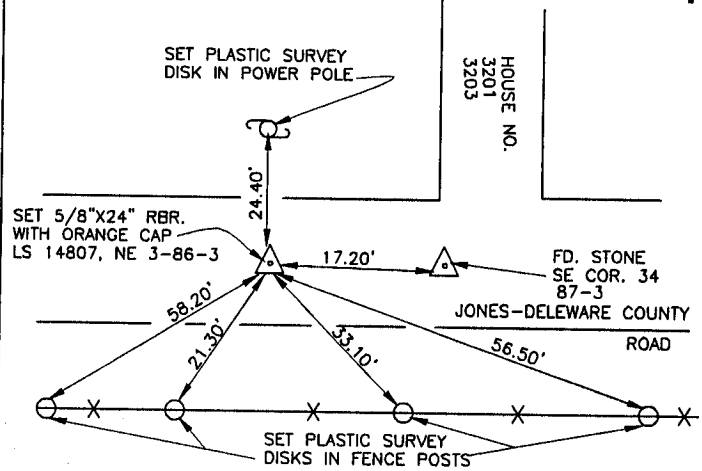 SET PLASTIC SURVEY
DISK IN POWER POLE
HOUSE NO.
3201
3203
24.40'
SET 5/8"X24" RBR.
WITH ORANGE CAP
LS 14807, NE 3-86-3
17.20'
FD. STONE
SE COR. 34
87-3
JONES-DELEWARE COUNTY
ROAD
58.20'
21.30'
33.10'
56.50'
SET PLASTIC SURVEY
DISKS IN FENCE POSTS